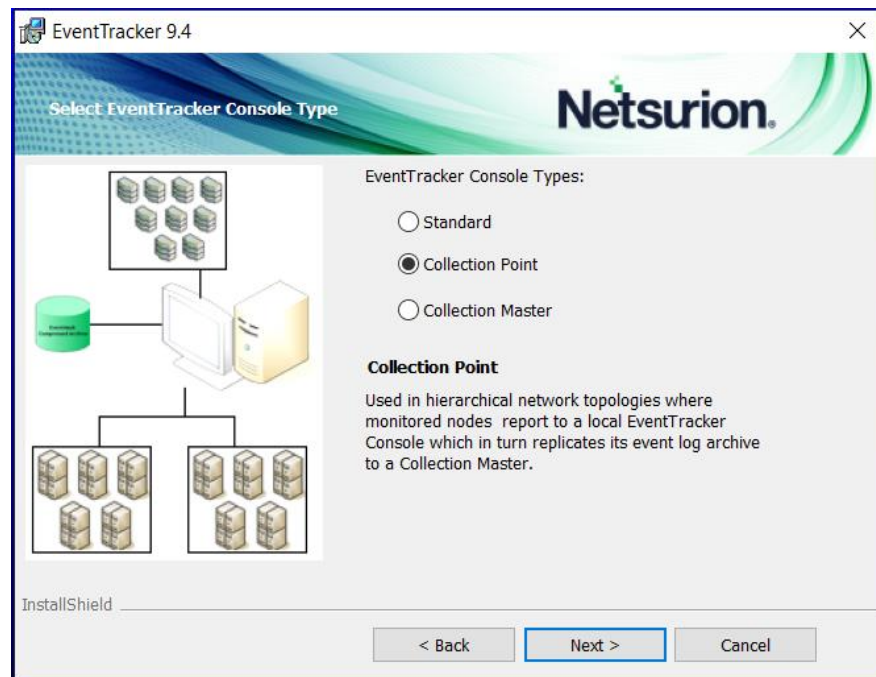 EventTracker 9.4
Select EventTracker Console Type
Netsurion.
EventTracker Console Types:
Standard
Collection Point
Collection Master
Collection Point
Used in hierarchical network topologies where
monitored nodes report to a local EventTracker
Console which in turn replicates its event log archive
to a Collection Master.
InstallShield
< Back
Next >
Cancel